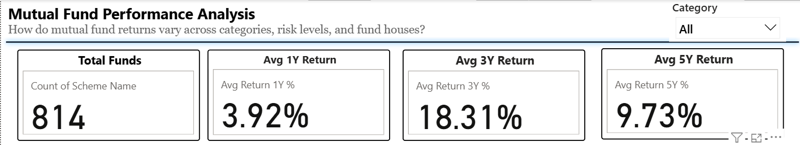 Mutual Fund Performance Analysis
How do mutual fund returns vary across categories, risk levels, and fund houses?
Category
All
Total Funds
Count of Scheme Name
814
Avg 1Y Return
Avg Return 1Y %
3.92%
Avg 3Y Return
Avg Return 3Y %
18.31%
Avg 5Y Return
Avg Return 5Y %
9.73%